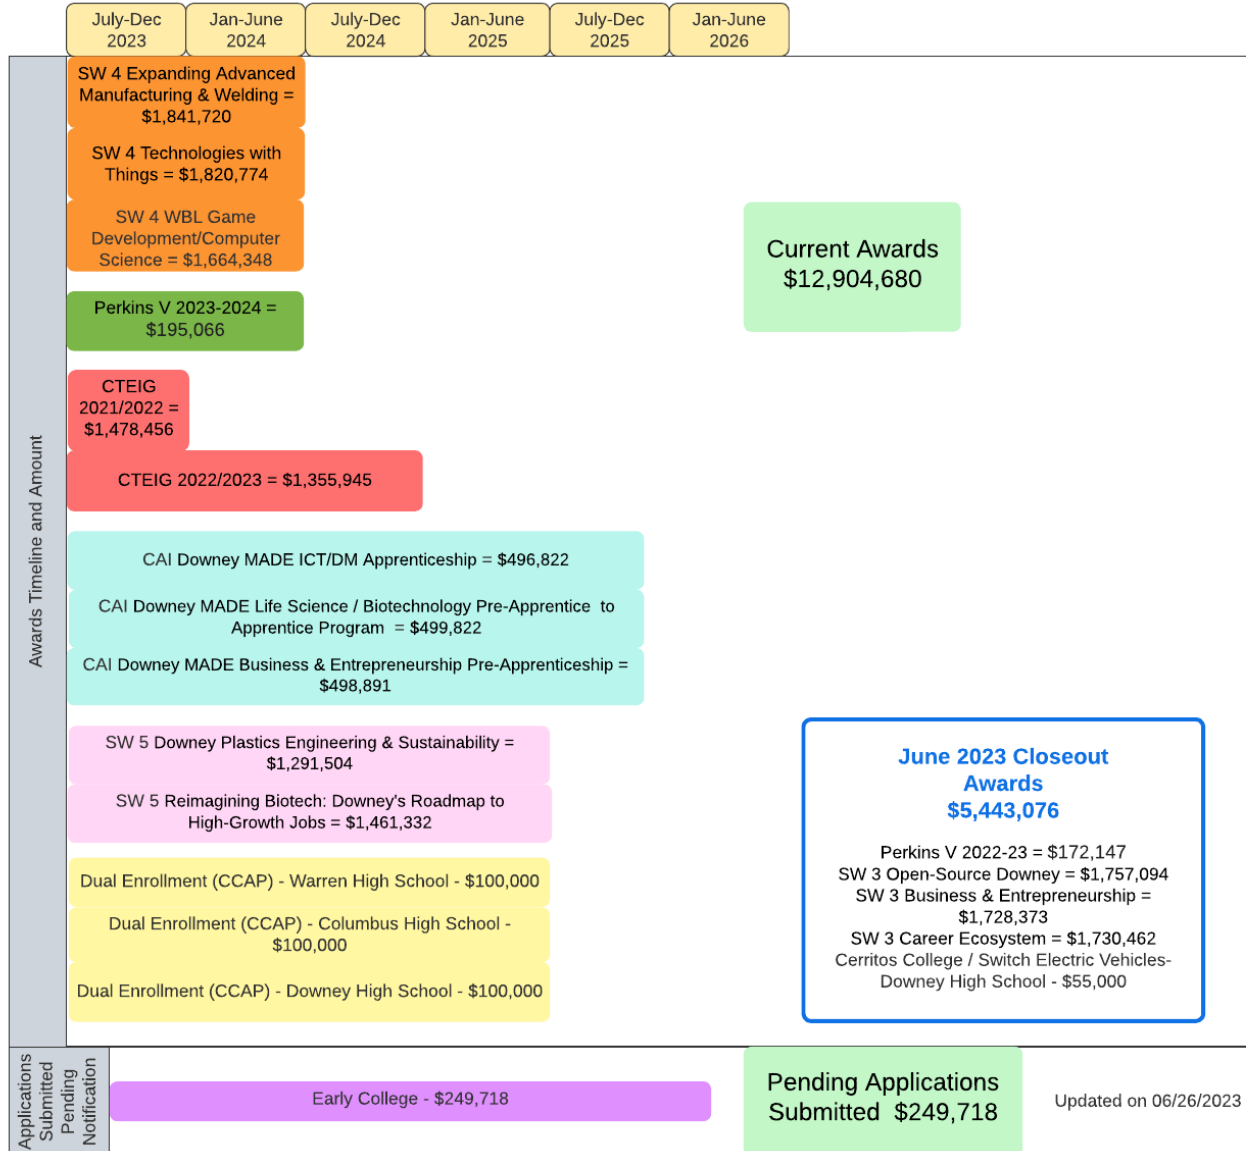 July-Dec
2023
Jan-June
2024
July-Dec
2024
Jan-June
2025
July-Dec
2025
Jan-June
2026
Awards Timeline and Amount
SW 4 Expanding Advanced
Manufacturing & Welding =
$1,841,720
SW 4 Technologies with
Things = $1,820,774
SW 4 WBL Game
Development/Computer
Science = $1,664,348
Perkins V 2023-2024 =
$195,066
CTEIG
2021/2022 =
$1,478,456
CTEIG 2022/2023 = $1,355,945
CAI Downey MADE ICT/DM Apprenticeship = $496,822
CAI Downey MADE Life Science / Biotechnology Pre-Apprentice to
Apprentice Program = $499,822
CAI Downey MADE Business & Entrepreneurship Pre-Apprenticeship =
$498,891
SW 5 Downey Plastics Engineering & Sustainability =
$1,291,504
SW 5 Reimagining Biotech: Downey's Roadmap to
High-Growth Jobs = $1,461,332
Dual Enrollment (CCAP) - Warren High School - $100,000
Dual Enrollment (CCAP) - Columbus High School -
$100,000
Dual Enrollment (CCAP) - Downey High School - $100,000
Current Awards
$12,904,680
June 2023 Closeout
Awards
$5,443,076
Perkins V 2022-23 = $172,147
SW 3 Open-Source Downey = $1,757,094
SW 3 Business & Entrepreneurship =
$1,728,373
SW 3 Career Ecosystem = $1,730,462
Cerritos College / Switch Electric Vehicles-
Downey High School - $55,000
Applications
Submitted
Pending
Notification
Early College - $249,718
Pending Applications
Submitted $249,718
Updated on 06/26/2023